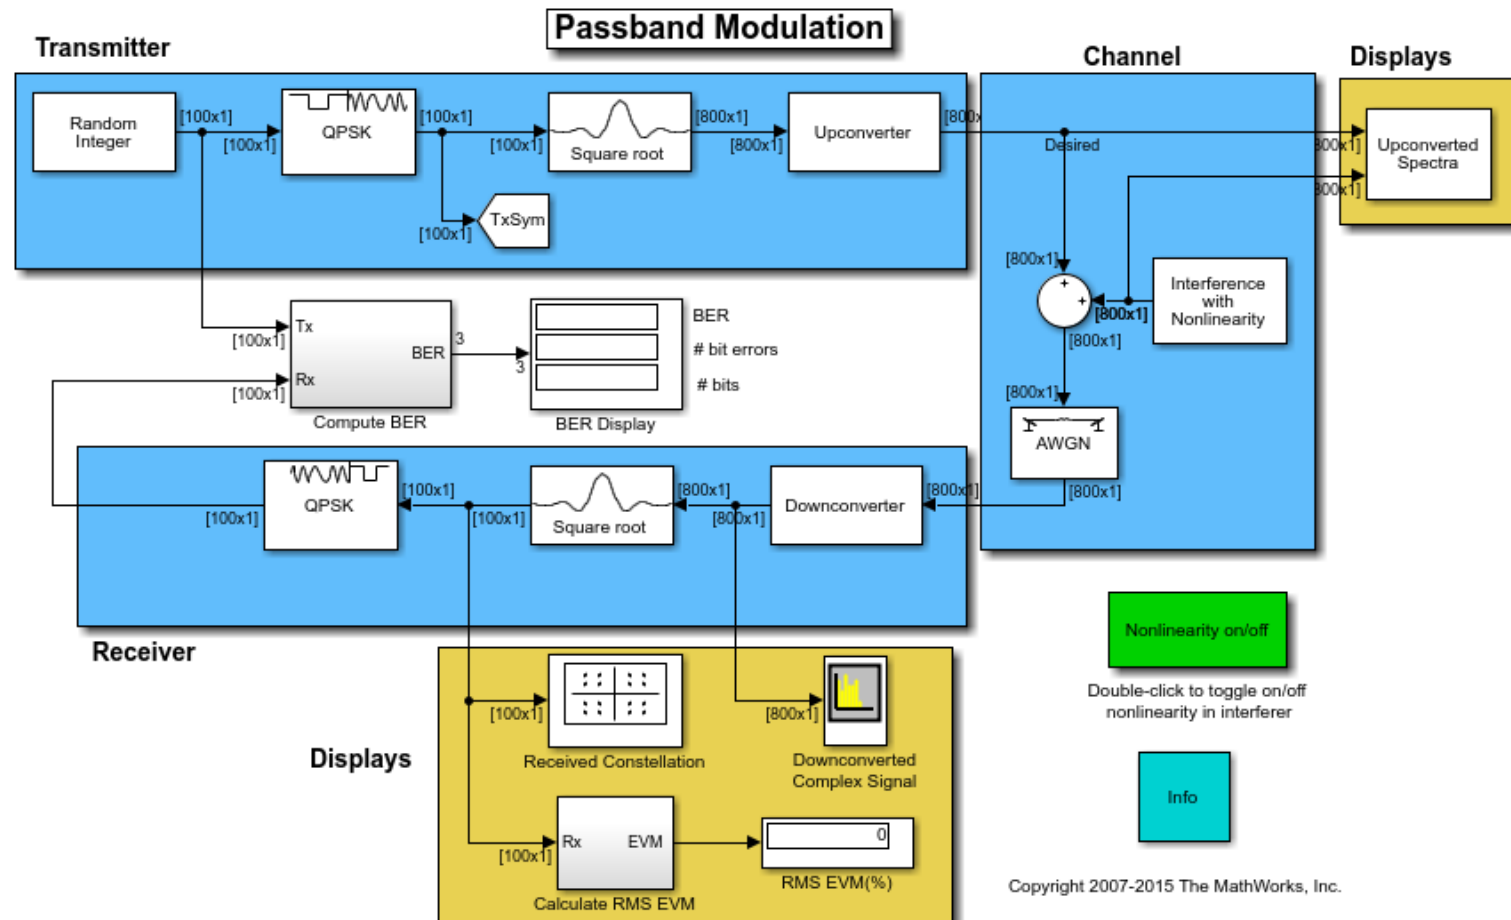 Passband Modulation
Transmitter
Channel
Displays
Random
Integer
[100x1]
[100x1]
QPSK
[100x1]
[100x1]
Square root
[800x1]
[800x1]
Upconverter
[800x
Desired
800x1]
800x1]
Upconverted
Spectra
TxSym
[100x1]
[800x1]
+
+
[800x1]
Interference
with
Nonlinearity
[800x1]
[800x1]
AWGN
[800x1]
Tx
[100x1]
Rx
[100x1]
BER
3
Compute BER
3
BER
# bit errors
# bits
BER Display
QPSK
[100x1]
[100x1]
Square root
[100x1]
[800x1]
[800x1]
Downconverter
[800x1]
Receiver
Displays
[100x1]
Received Constellation
[800x1]
Downconverted
Complex Signal
Rx
EVM
[100x1]
Calculate RMS EVM
0
RMS EVM(%)
Nonlinearity on/off
Double-click to toggle on/off
nonlinearity in interferer
Info
Copyright 2007-2015 The MathWorks, Inc.